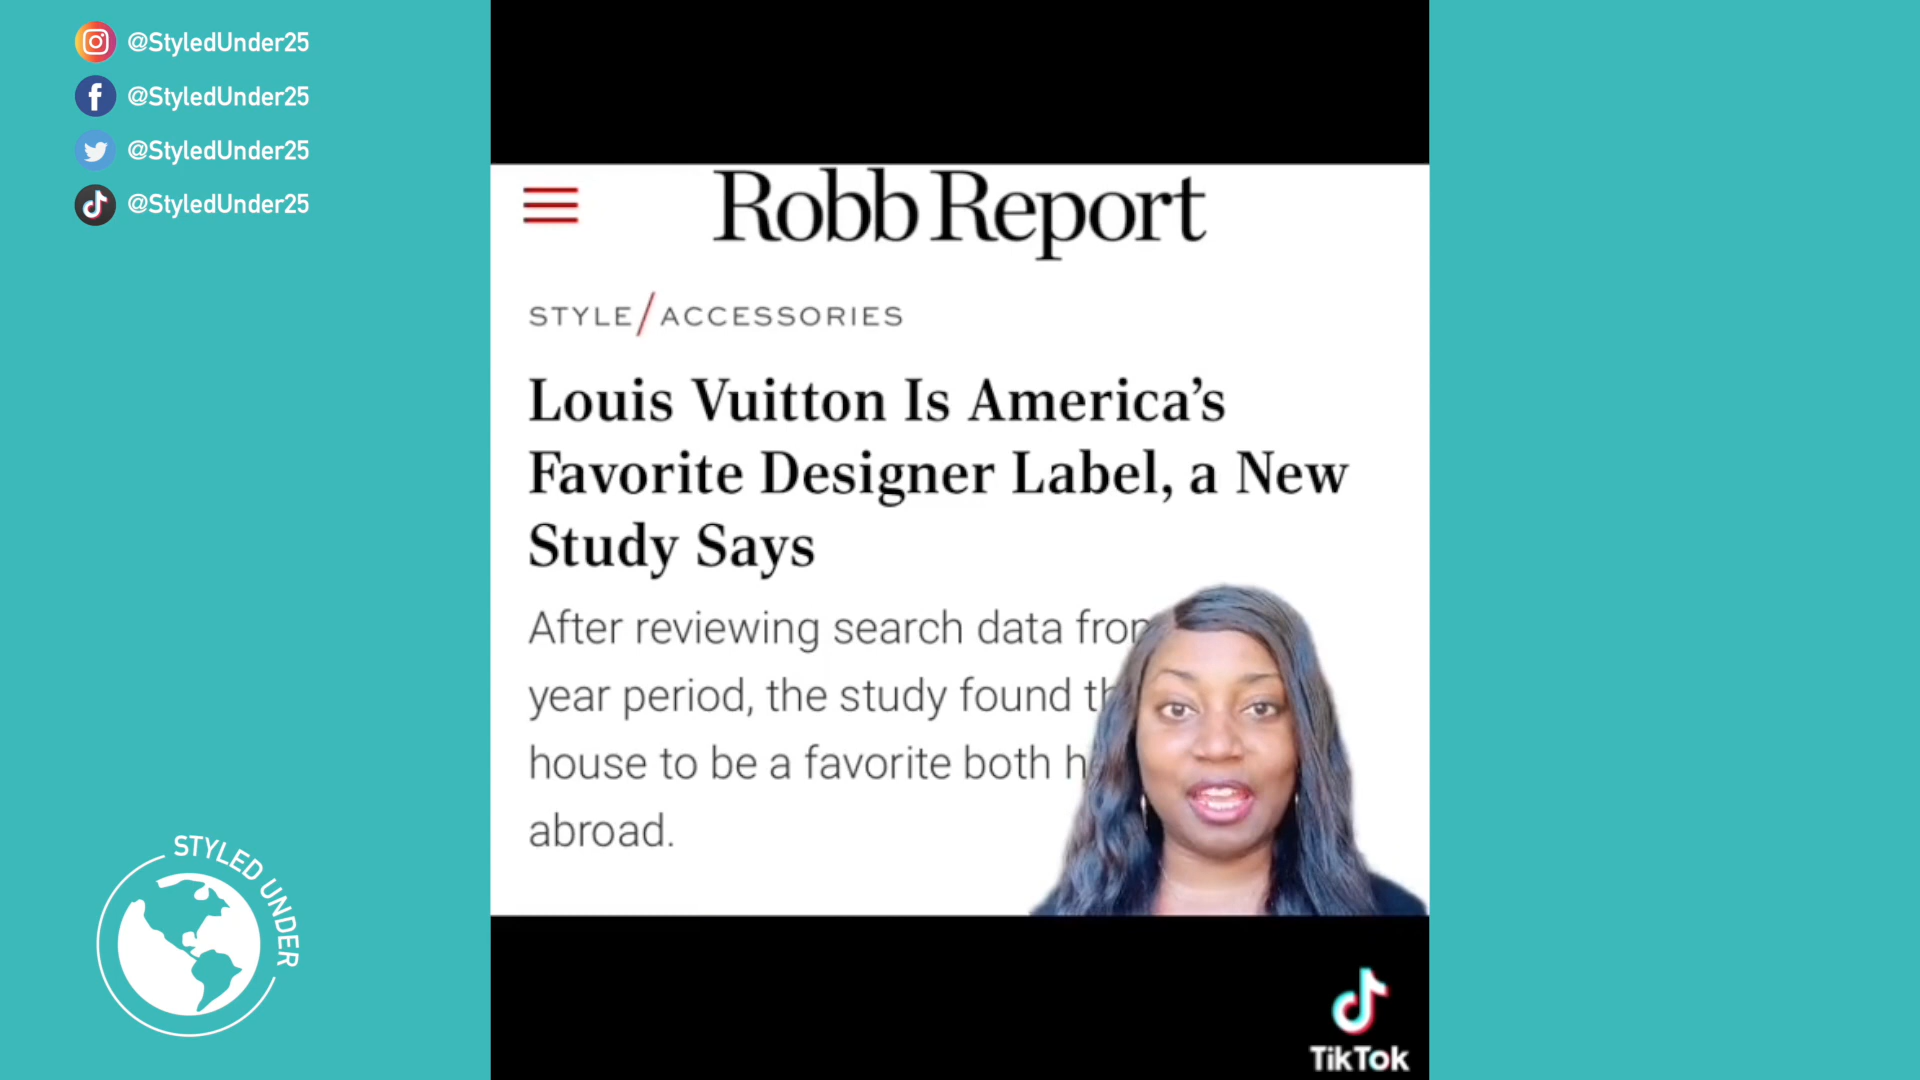 @StyledUnder25
@StyledUnder25
@StyledUnder25
@StyledUnder25
Robb Report
STYLE/ACCESSORIES
Louis Vuitton Is America's
Favorite Designer Label, a New
Study Says
After reviewing search data
year period, the study found
house to be a favorite both
abroad.
STYLED UNDER
TikTok